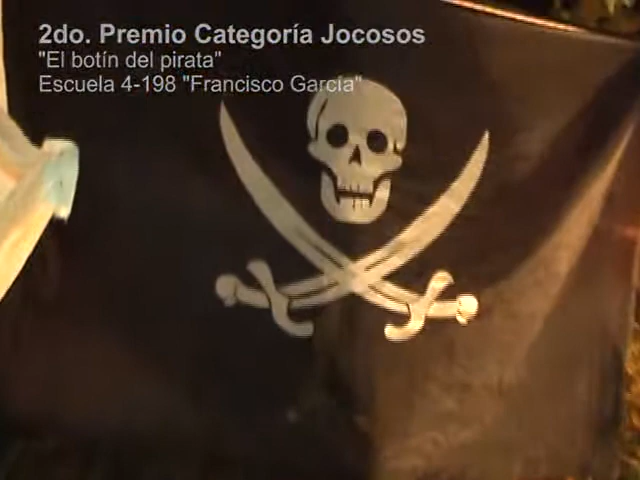 2do. Premio Categoría Jocosos
"El botín del pirata"
Escuela 4-198 "Francisco García"